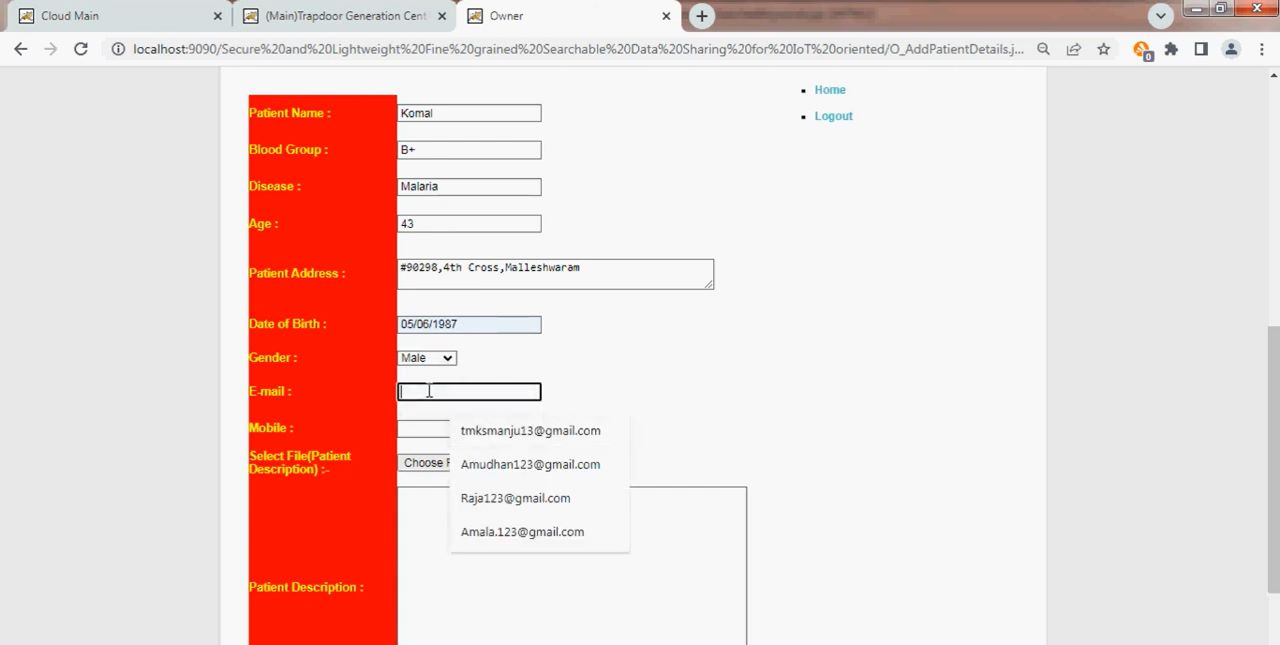 Cloud Main
(Main)Trapdoor Generation Cent
Owner
localhost:9090/Secure%20and%20Lightweight%20Fine%20grained%20Searchable%20Data%20Sharing%20for%20IoT%20oriented/O_AddPatientDetails.j...
0
Home
Logout
Patient Name :
Komal
Blood Group :
B+
Disease :
Malaria
Age :
43
Patient Address :
#90298,4th Cross,Malleshwaram
Date of Birth :
05/06/1987
Gender :
Male
E-mail :
Mobile :
tmksmanju13@gmail.com
Select File(Patient
Description) :-
Choose F
Amudhan123@gmail.com
Raja123@gmail.com
Amala.123@gmail.com
Patient Description :